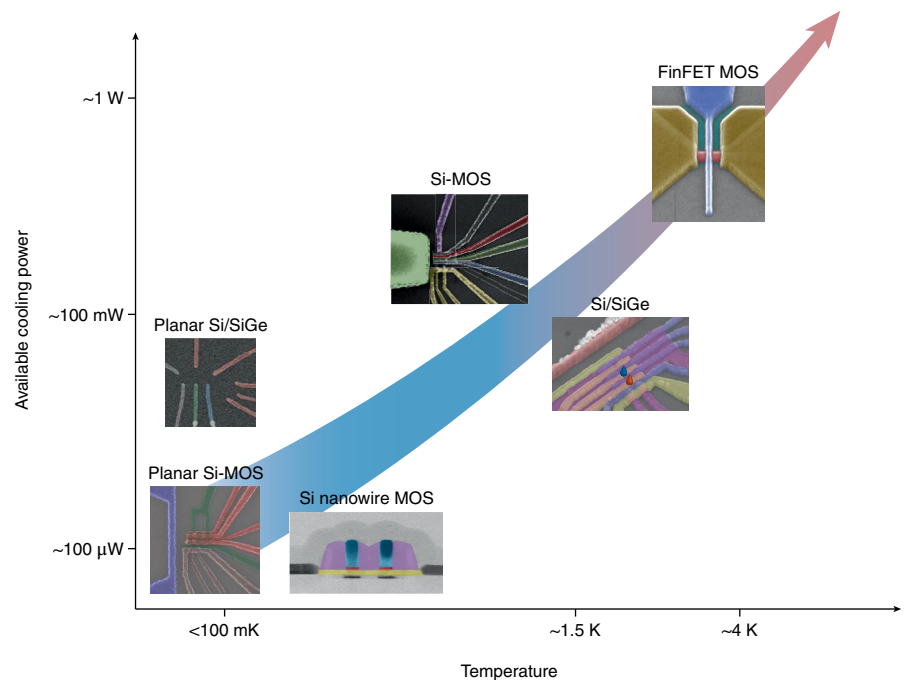 FinFET MOS
~1 W
Si-MOS
Available cooling power
Si/SiGe
~100 mW
Planar Si/SiGe
Planar Si-MOS
Si nanowire MOS
~100 μW
<100 mK
~1.5 K
~4 K
Temperature